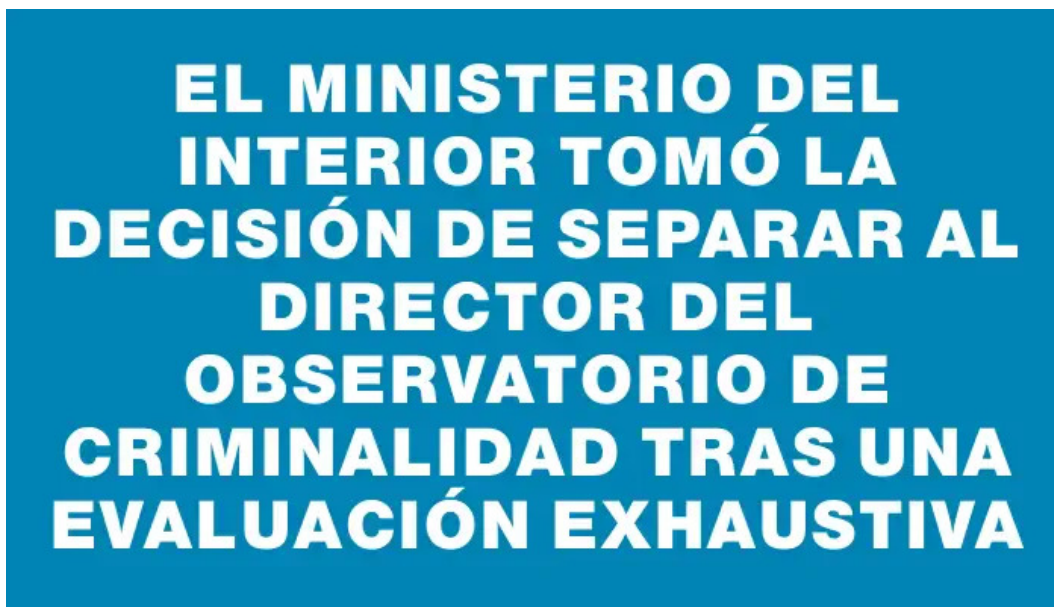 EL MINISTERIO DEL
INTERIOR TOMÓ LA
DECISIÓN DE SEPARAR AL
DIRECTOR DEL
OBSERVATORIO DE
CRIMINALIDAD TRAS UNA
EVALUACIÓN EXHAUSTIVA